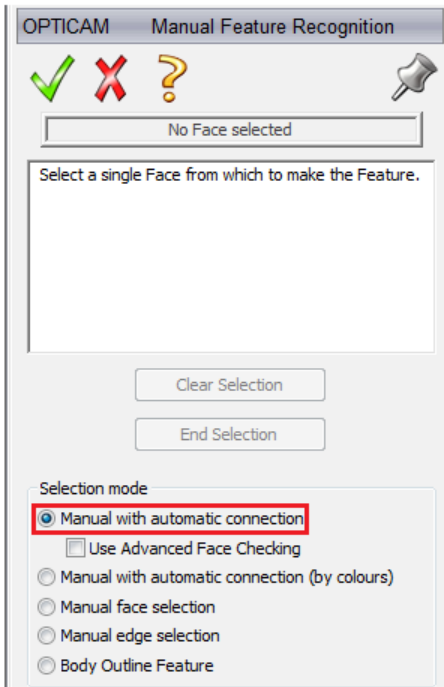 OPTICAM Manual Feature Recognition
No Face selected
Select a single Face from which to make the Feature.
Clear Selection
End Selection
Selection mode
Manual with automatic connection
Use Advanced Face Checking
Manual with automatic connection (by colours)
Manual face selection
Manual edge selection
Body Outline Feature